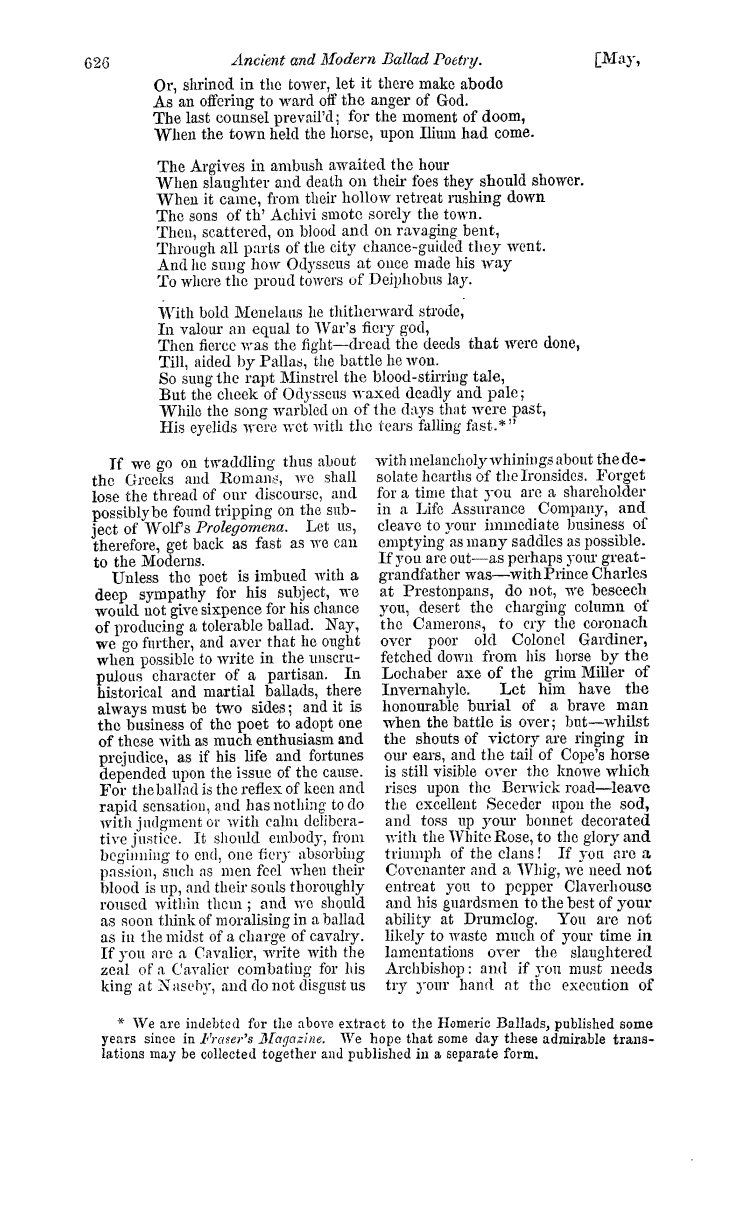 626
Ancient and Modern Ballad Poetry.
[May,
Or, shrined in the tower, let it there make abode
As an offering to ward off the anger of God.
The last counsel prevail'd; for the moment of doom,
When the town held the horse, upon Ilium had come.
The Argives in ambush awaited the hour
When slaughter and death on their foes they should shower.
When it came, from their hollow retreat rushing down
The sons of th' Achivi smote sorely the town.
Then, scattered, on blood and on ravaging bent,
Through all parts of the city chance-guided they went.
And he sung how Odysseus at once made his way
To where the proud towers of Deiphobus lay.
With bold Menelaus he thitherward strode,
In valour an equal to War's fiery god,
Then fierce was the fight—dread the deeds that were done,
Till, aided by Pallas, the battle he won.
So sung the rapt Minstrel the blood-stirring tale,
But the cheek of Odysseus waxed deadly and pale;
While the song warbled on of the days that were past,
His eyelids were wet with the tears falling fast.*"
If we go on twaddling thus about
the Greeks and Romans, we shall
lose the thread of our discourse, and
possibly be found tripping on the sub-
ject of Wolf's Prolegomena. Let us,
therefore, get back as fast as we can
to the Moderns.
Unless the poet is imbued with a
deep sympathy for his subject, we
would not give sixpence for his chance
of producing a tolerable ballad. Nay,
we go further, and aver that he ought
when possible to write in the unscru-
pulous character of a partisan. In
historical and martial ballads, there
always must be two sides; and it is
the business of the poet to adopt one
of these with as much enthusiasm and
prejudice, as if his life and fortunes
depended upon the issue of the cause.
For the ballad is the reflex of keen and
rapid sensation, and has nothing to do
with judgment or with calm delibera-
tive justice. It should embody, from
beginning to end, one fiery absorbing
passion, such as men feel when their
blood is up, and their souls thoroughly
roused within them; and we should
as soon think of moralising in a ballad
as in the midst of a charge of cavalry.
If you are a Cavalier, write with the
zeal of a Cavalier combating for his
king at Naseby, and do not disgust us
with melancholy whinings about the de-
solate hearths of the Ironsides. Forget
for a time that you are a shareholder
in a Life Assurance Company, and
cleave to your immediate business of
emptying as many saddles as possible.
If you are out—as perhaps your great-
grandfather was—with Prince Charles
at Prestonpans, do not, we beseech
you, desert the charging column of
the Camerons, to cry the coronach
over poor old Colonel Gardiner,
fetched down from his horse by the
Lochaber axe of the grim Miller of
Invernahyle. Let him have the
honourable burial of a brave man
when the battle is over; but—whilst
the shouts of victory are ringing in
our ears, and the tail of Cope's horse
is still visible over the knowe which
rises upon the Berwick road—leave
the excellent Seceder upon the sod,
and toss up your bonnet decorated
with the White Rose, to the glory and
triumph of the clans! If you are a
Covenanter and a Whig, we need not
entreat you to pepper Claverhouse
and his guardsmen to the best of your
ability at Drumclog. You are not
likely to waste much of your time in
lamentations over the slaughtered
Archbishop: and if you must needs
try your hand at the execution of
* We are indebted for the above extract to the Homeric Ballads, published some
years since in Fraser's Magazine. We hope that some day these admirable trans-
lations may be collected together and published in a separate form.